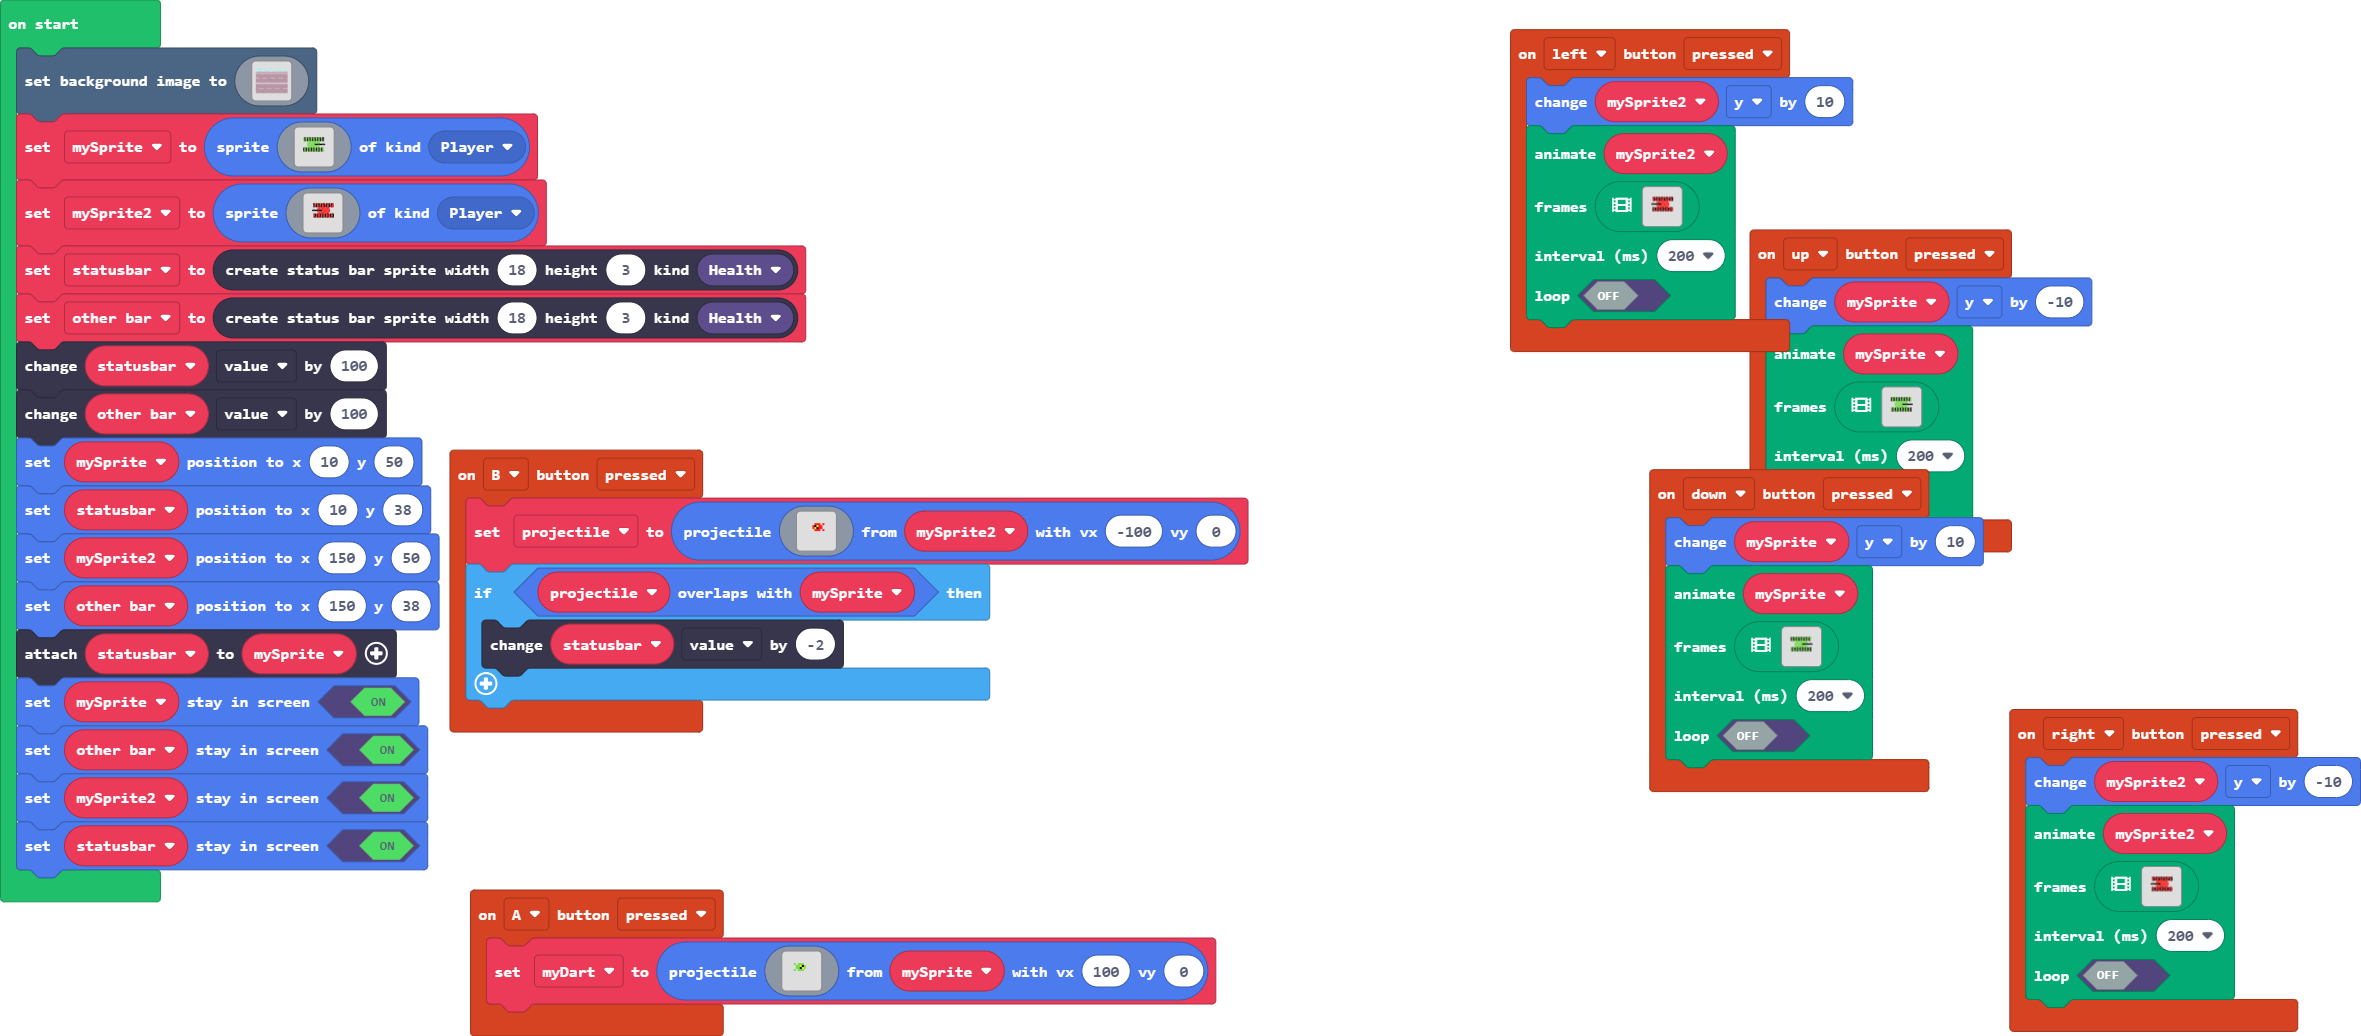 on start
set background image to
set mySprite to sprite of kind Player
set mySprite2 to sprite of kind Player
set statusbar to create status bar sprite width 18 height 3 kind Health
set other bar to create status bar sprite width 18 height 3 kind Health
change statusbar value by 100
change other bar value by 100
set mySprite position to x 10 y 50
set statusbar position to x 10 y 38
set mySprite2 position to x 150 y 50
set other bar position to x 150 y 38
attach statusbar to mySprite
set mySprite stay in screen ON
set other bar stay in screen ON
set mySprite2 stay in screen ON
set statusbar stay in screen ON
on B button pressed
set projectile to projectile from mySprite2 with vx -100 vy 0
if projectile overlaps with mySprite then
change statusbar value by -2
on A button pressed
set myDart to projectile from mySprite with vx 100 vy 0
on left button pressed
change mySprite2 y by 10
animate mySprite2
frames
interval (ms) 200
loop OFF
on up button pressed
change mySprite y by -10
animate mySprite
frames
interval (ms) 200
on down button pressed
change mySprite y by 10
animate mySprite
frames
interval (ms) 200
loop OFF
on right button pressed
change mySprite2 y by -10
animate mySprite2
frames
interval (ms) 200
loop OFF